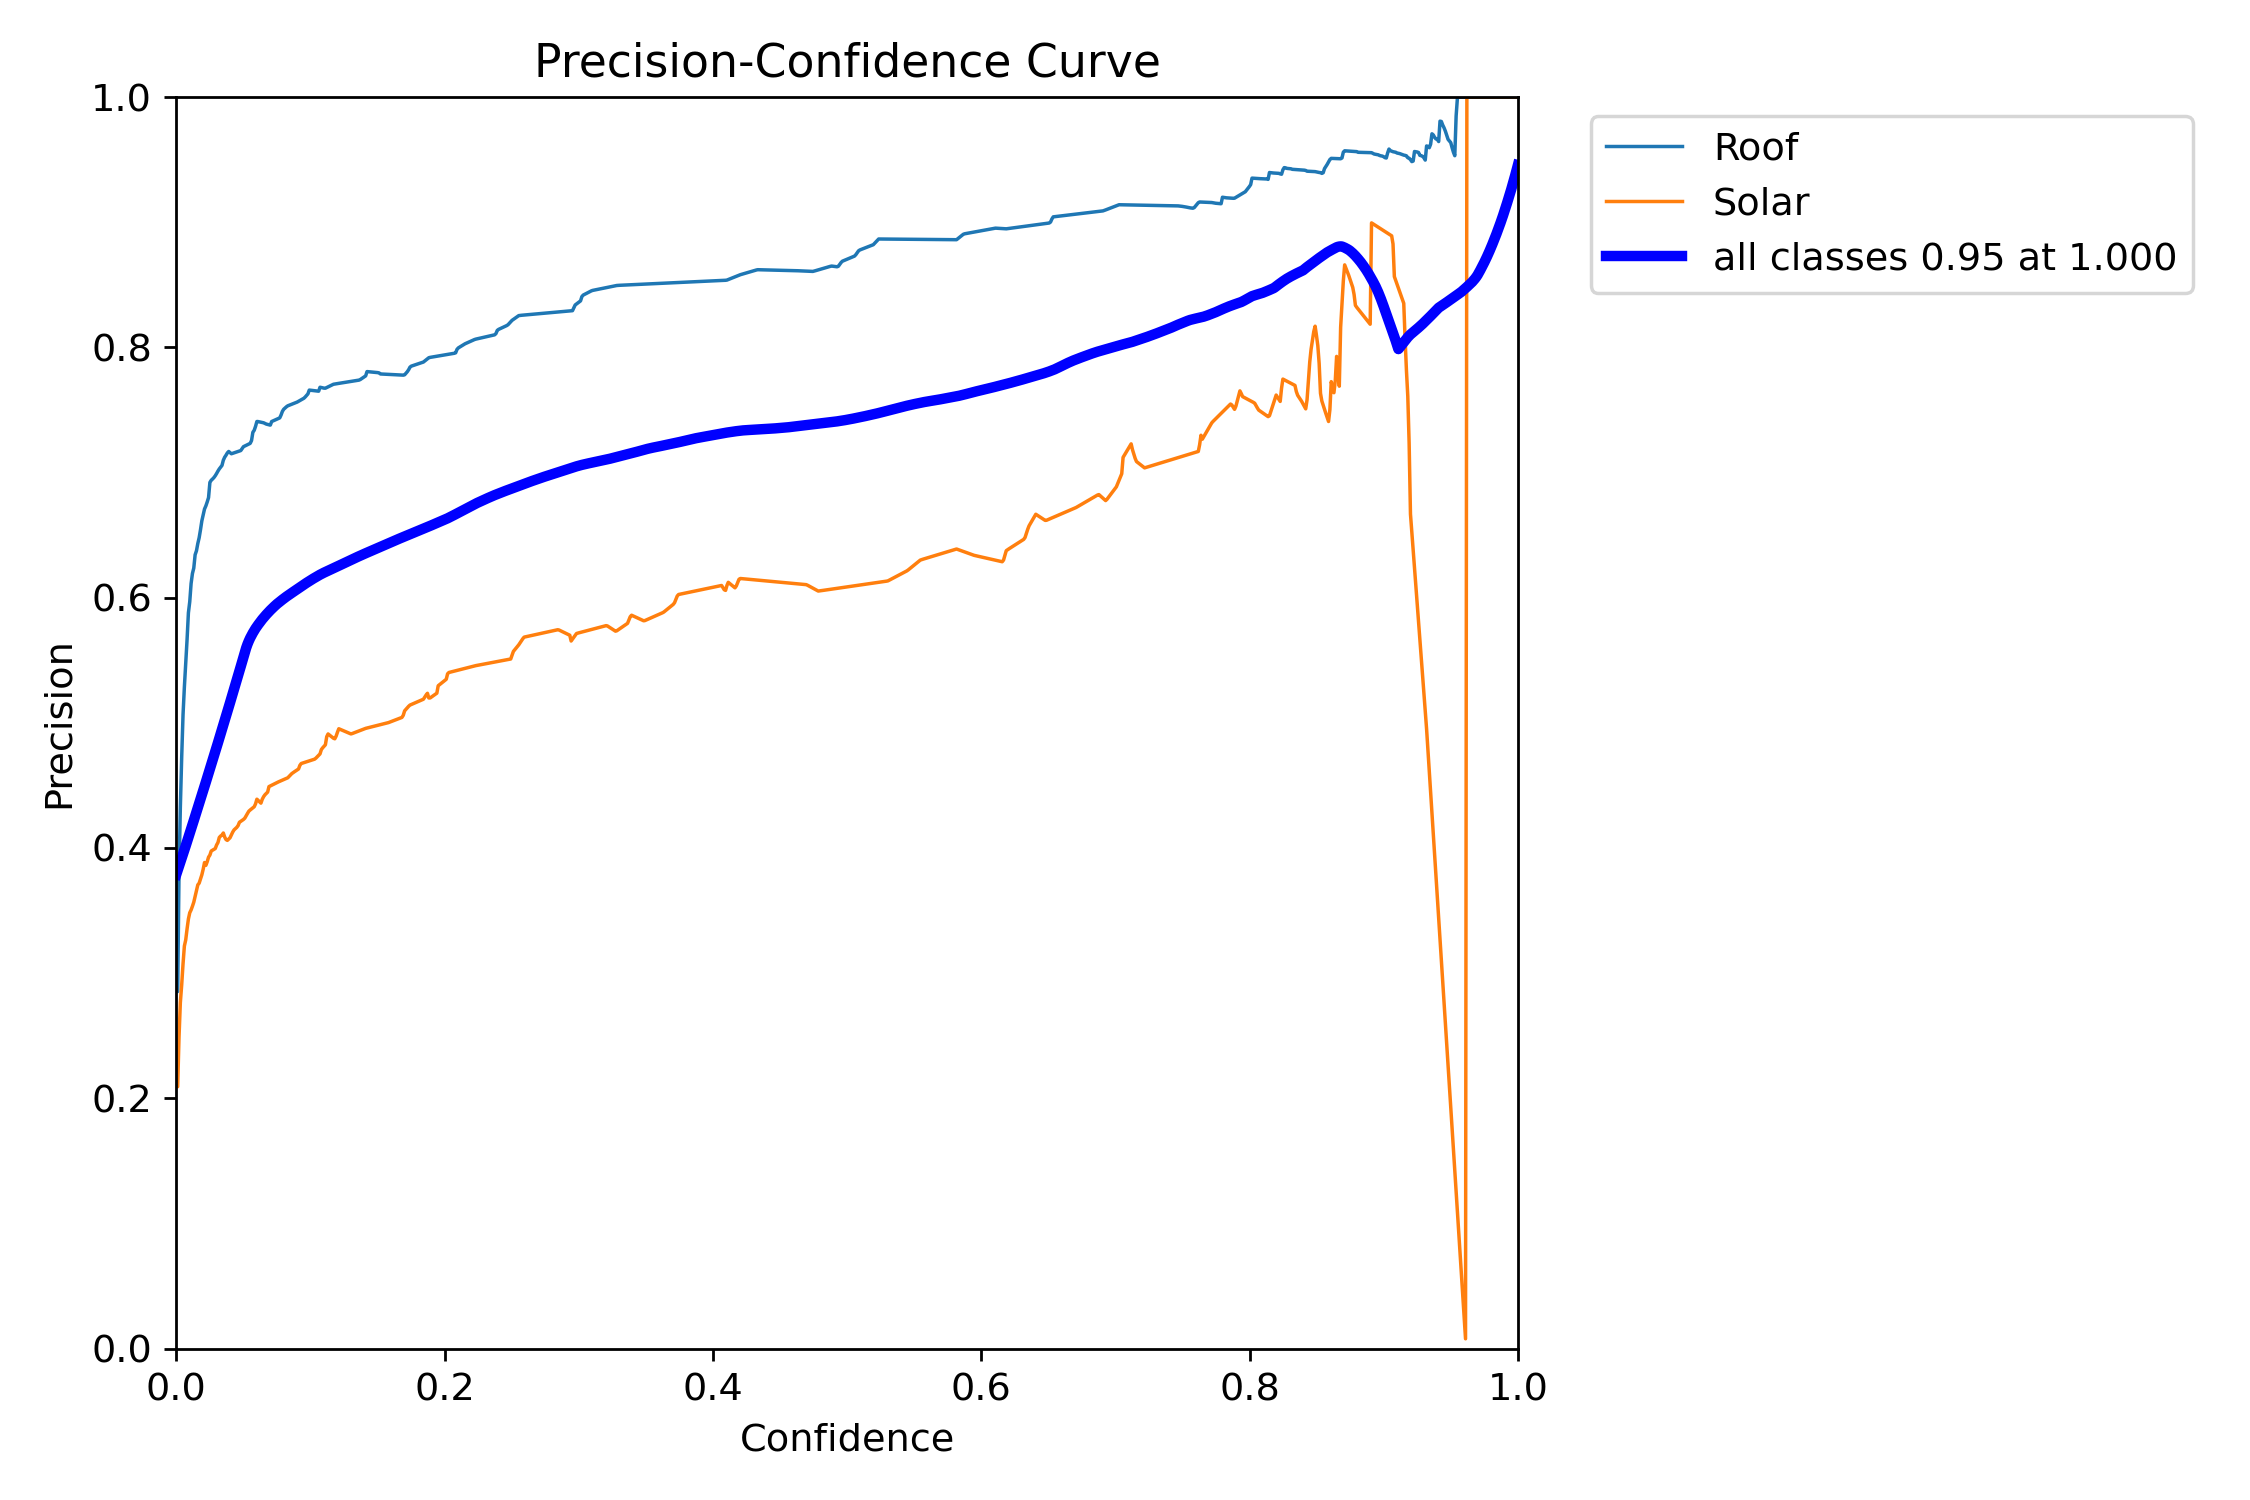 Precision-Confidence Curve
1.0
0.8
0.6
0.4
0.2
0.0
Precision
0.0 0.2 0.4 0.6 0.8 1.0
Confidence
Roof
Solar
all classes 0.95 at 1.000